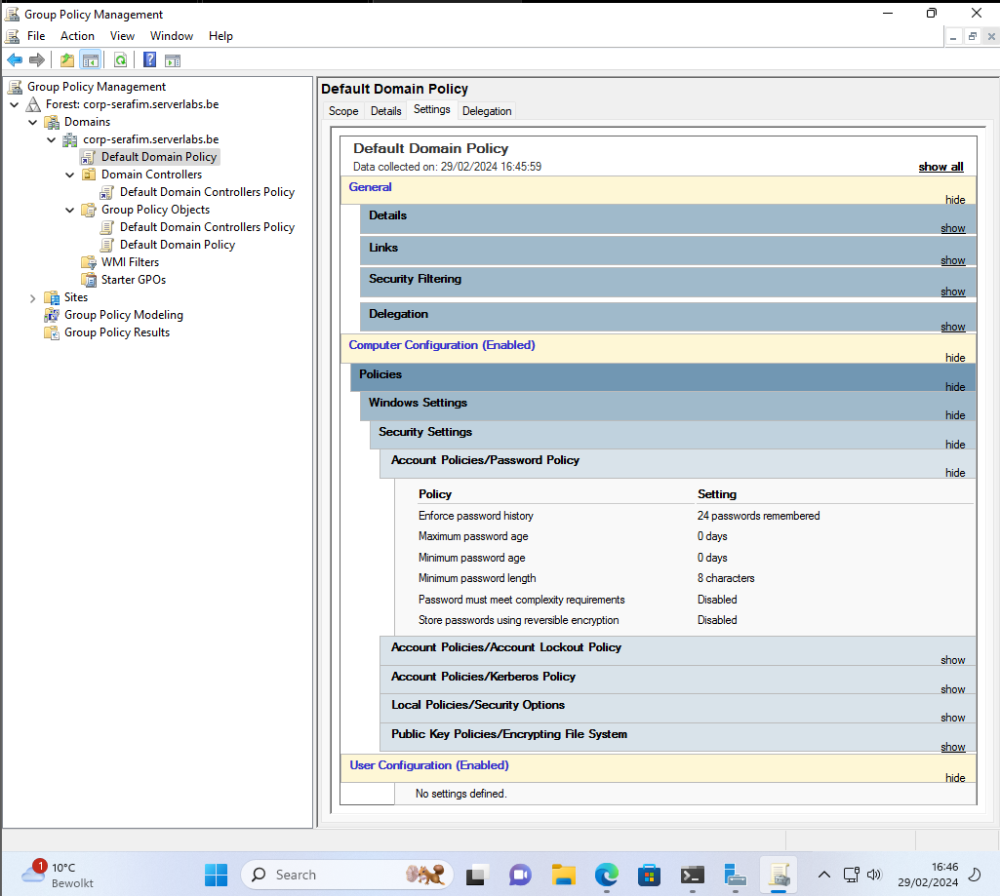 Group Policy Management
File Action View Window Help
Group Policy Management
Forest: corp-serafim.serverlabs.be
Domains
corp-serafim.serverlabs.be
Default Domain Policy
Domain Controllers
Default Domain Controllers Policy
Group Policy Objects
Default Domain Controllers Policy
Default Domain Policy
WMI Filters
Starter GPOs
Sites
Group Policy Modeling
Group Policy Results
Default Domain Policy
Scope Details Settings Delegation
Default Domain Policy
Data collected on: 29/02/2024 16:45:59 show all
General hide
Details show
Links show
Security Filtering show
Delegation show
Computer Configuration (Enabled) hide
Policies hide
Windows Settings hide
Security Settings hide
Account Policies/Password Policy hide
Policy Setting
Enforce password history 24 passwords remembered
Maximum password age 0 days
Minimum password age 0 days
Minimum password length 8 characters
Password must meet complexity requirements Disabled
Store passwords using reversible encryption Disabled
Account Policies/Account Lockout Policy show
Account Policies/Kerberos Policy show
Local Policies/Security Options show
Public Key Policies/Encrypting File System show
User Configuration (Enabled) hide
No settings defined.
1
10°C
Bewolkt
Search
16:46
29/02/2024